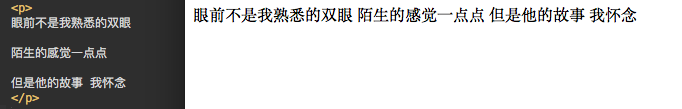 <p>
眼前不是我熟悉的双眼
陌生的感觉一点点
但是他的故事 我怀念
</p>
眼前不是我熟悉的双眼 陌生的感觉一点点 但是他的故事 我怀念